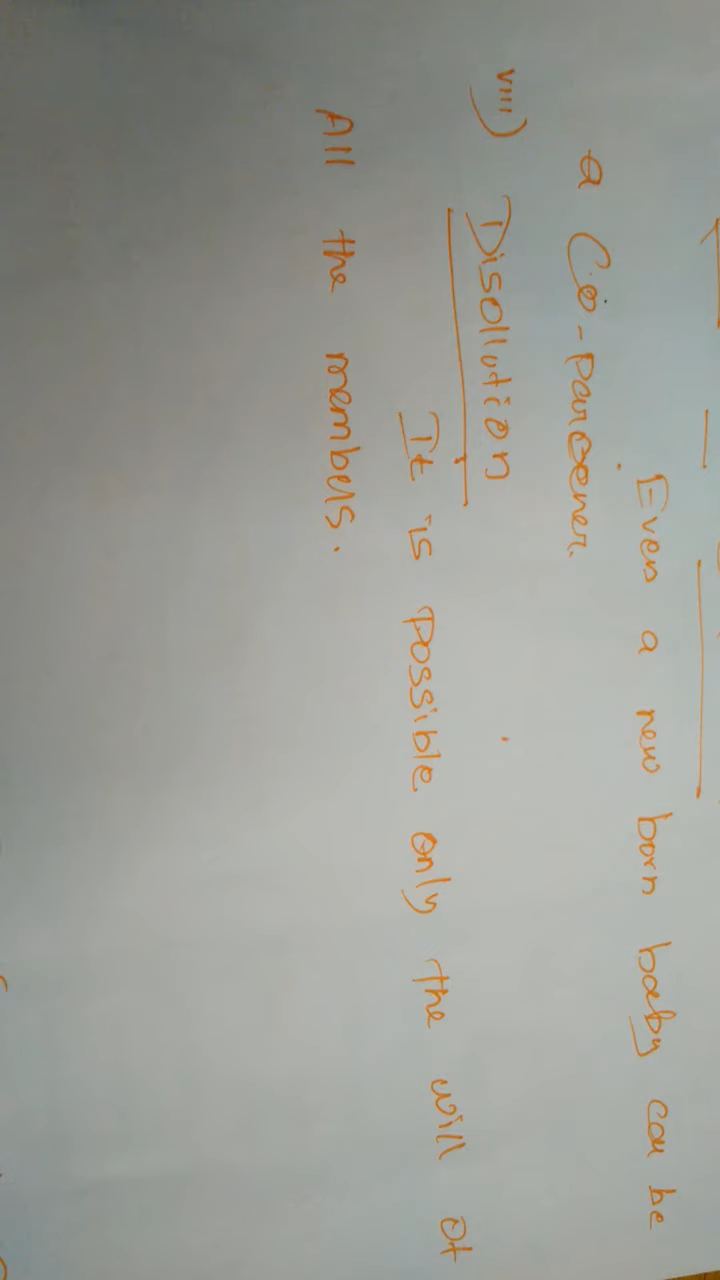 Even a new born baby can be
a Co-parcener.
viii) Disollution
It is possible only the will of
All the members.